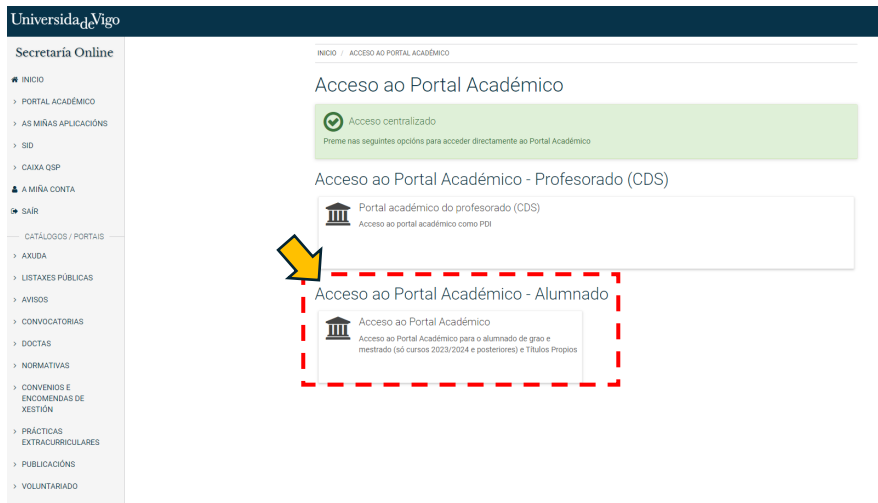 Universidade Vigo
Secretaría Online
INICIO
> PORTAL ACADÉMICO
> AS MIÑAS APLICACIÓNS
> SID
> CAIXA QSP
A MIÑA CONTA
SAÍR
CATÁLOGOS / PORTAIS
> AXUDA
> LISTAXES PÚBLICAS
> AVISOS
> CONVOCATORIAS
> DOCTAS
> NORMATIVAS
> CONVENIOS E
ENCOMENDAS DE
XESTIÓN
> PRÁCTICAS
EXTRACURRICULARES
> PUBLICACIÓNS
> VOLUNTARIADO
INICIO / ACCESO AO PORTAL ACADÉMICO
Acceso ao Portal Académico
Acceso centralizado
Preme nas seguintes opcións para acceder directamente ao Portal Académico
Acceso ao Portal Académico - Profesorado (CDS)
Portal académico do profesorado (CDS)
Acceso ao portal académico como PDI
Acceso ao Portal Académico - Alumnado
Acceso ao Portal Académico
Acceso ao Portal Académico para o alumnado de grao e
mestrado (só cursos 2023/2024 e posteriores) e Títulos Propios